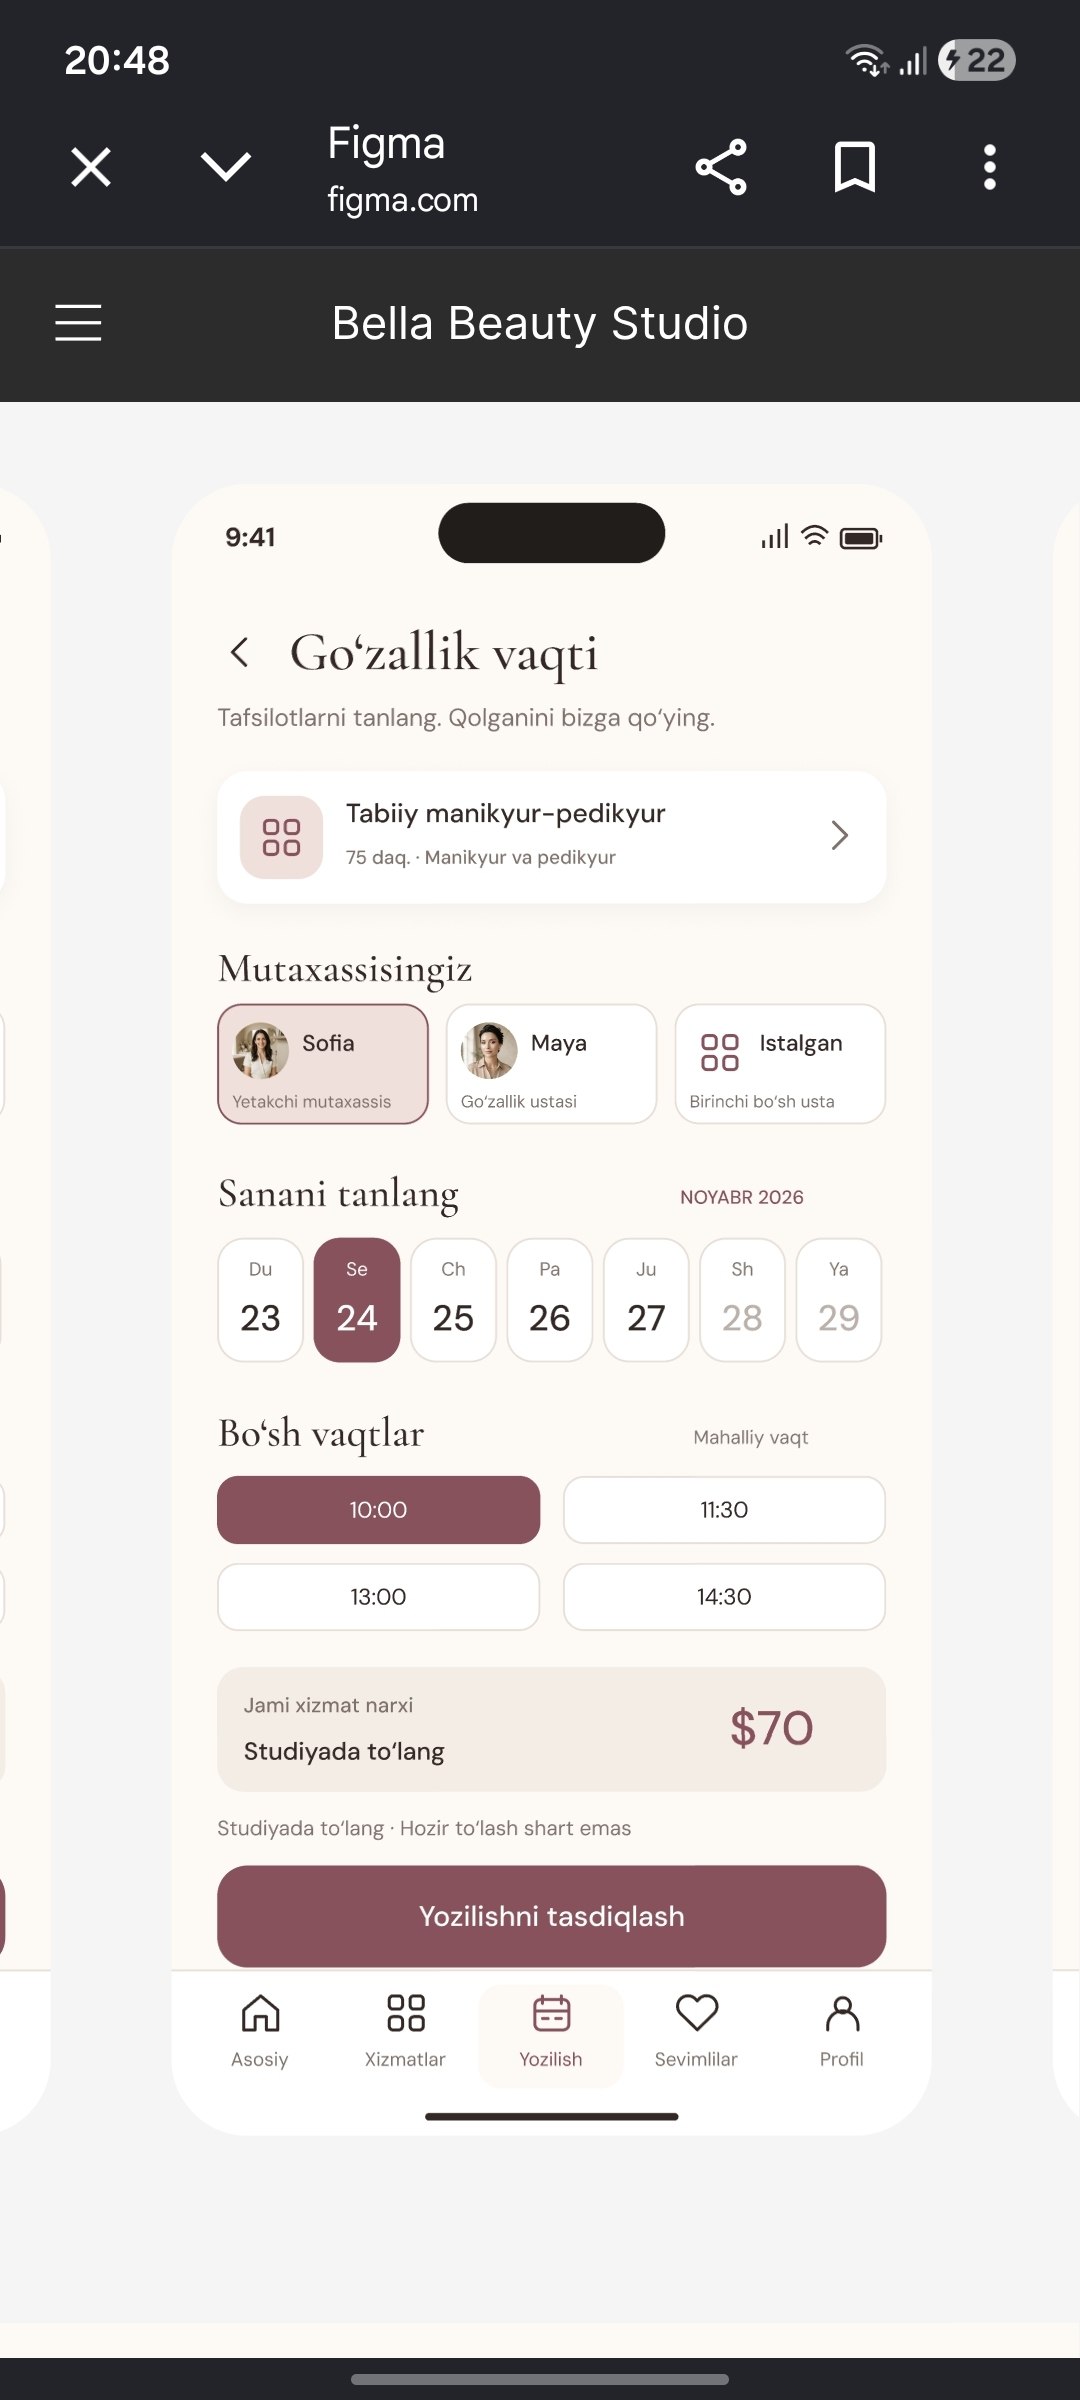 20:48
22
Figma
figma.com
Bella Beauty Studio
9:41
Go‘zallik vaqti
Tafsilotlarni tanlang. Qolganini bizga qo‘ying.
Tabiiy manikyur-pedikyur
75 daq. · Manikyur va pedikyur
Mutaxassisingiz
Sofia
Yetakchi mutaxassis
Maya
Go‘zallik ustasi
Istalgan
Birinchi bo‘sh usta
Sanani tanlang
NOYABR 2026
Du Se Ch Pa Ju Sh Ya
23 24 25 26 27 28 29
Bo‘sh vaqtlar
Mahalliy vaqt
10:00 11:30
13:00 14:30
Jami xizmat narxi
Studiyada to‘lang
$70
Studiyada to‘lang · Hozir to‘lash shart emas
Yozilishni tasdiqlash
Asosiy Xizmatlar Yozilish Sevimlilar Profil